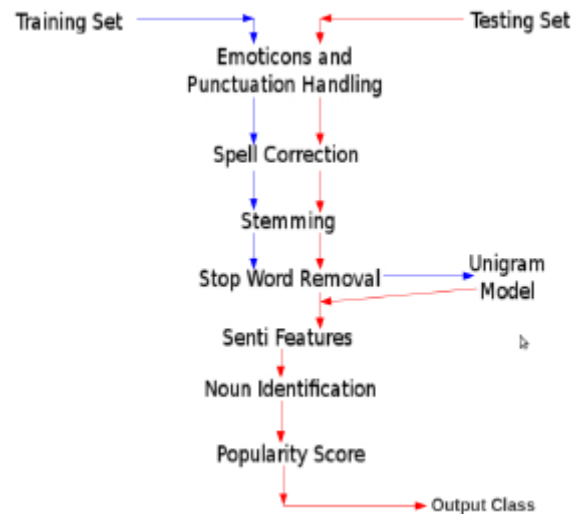 Training Set
Testing Set
Emoticons and
Punctuation Handling
Spell Correction
Stemming
Stop Word Removal
Unigram
Model
Senti Features
Noun Identification
Popularity Score
Output Class